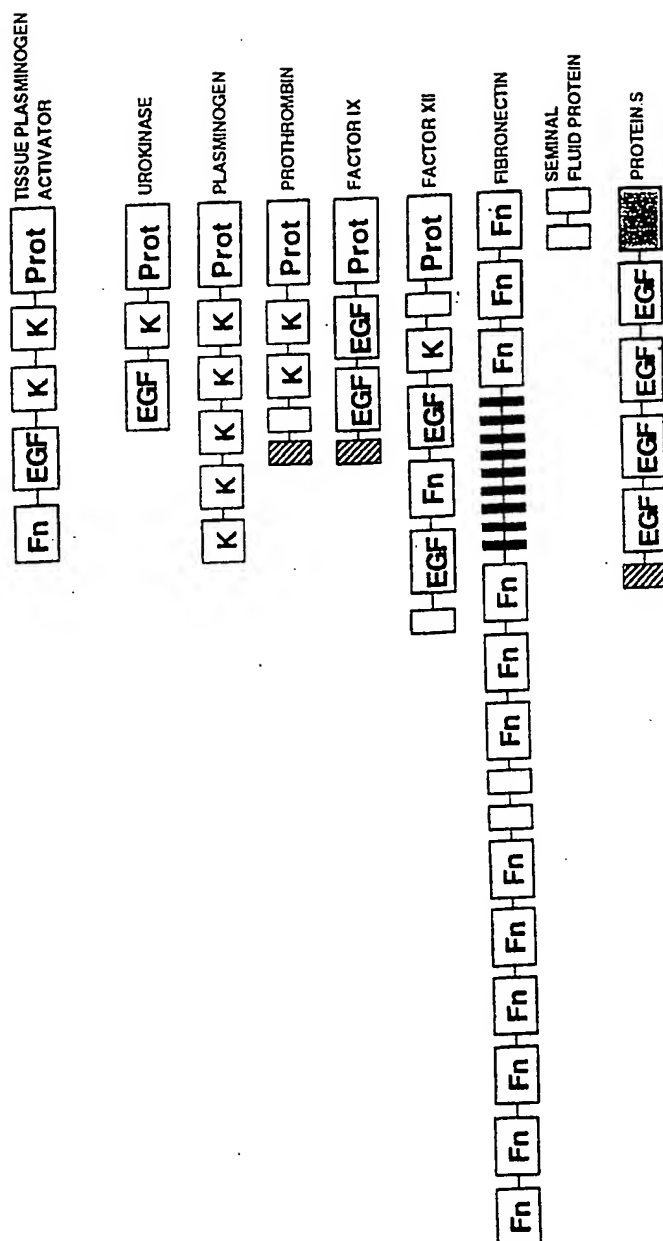 Fn EGF K K Prot TISSUE PLASMINOGEN
ACTIVATOR
EGF K Prot UROKINASE
K K K K K Prot PLASMINOGEN
K K Prot PROTHROMBIN
EGF EGF Prot FACTOR IX
EGF Fn EGF K Prot FACTOR XII
Fn Fn Fn Fn Fn Fn Fn Fn Fn Fn Fn Fn FIBRONECTIN
SEMINAL
FLUID PROTEIN
EGF EGF EGF EGF PROTEIN.S